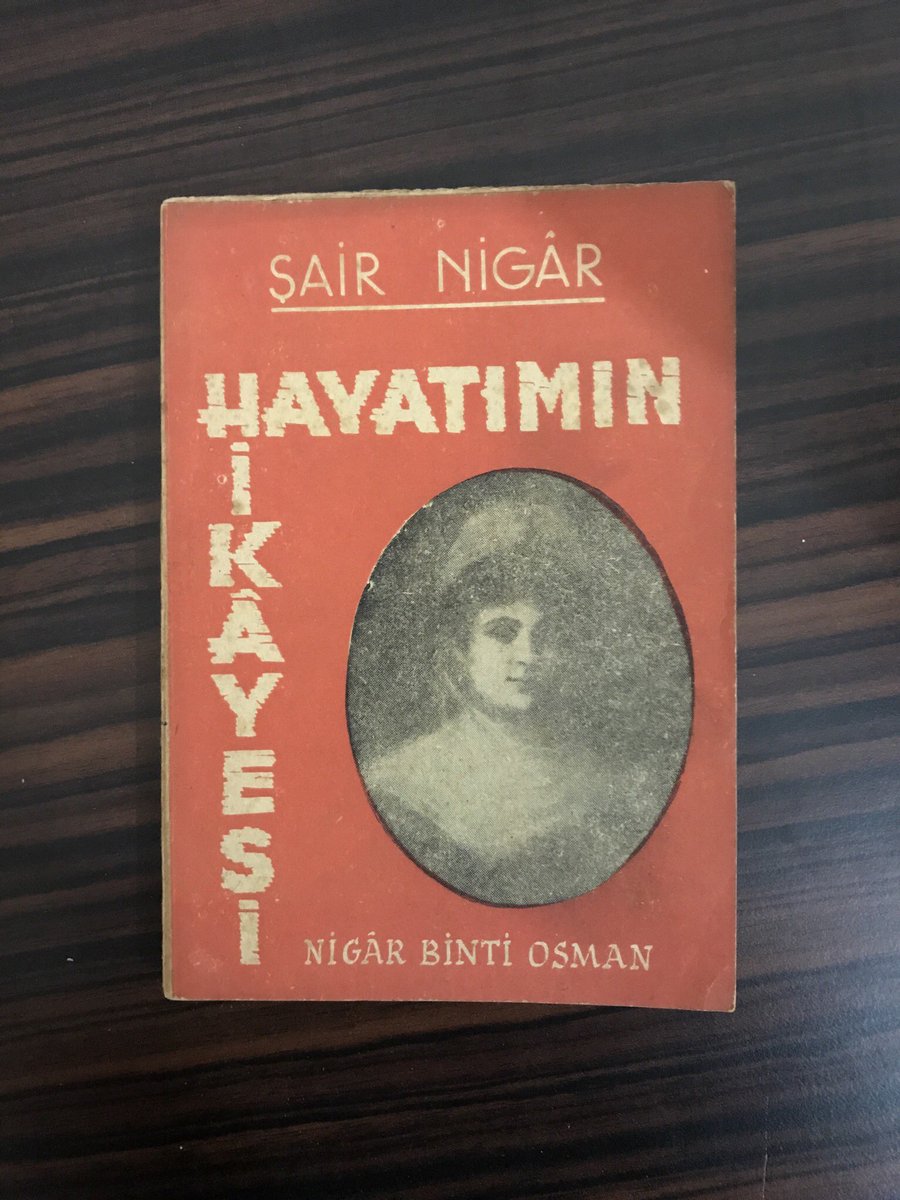 ŞAİR NİGÂR
HAYATIMIN
HİKÂYESİ
NİGÂR BİNTİ OSMAN